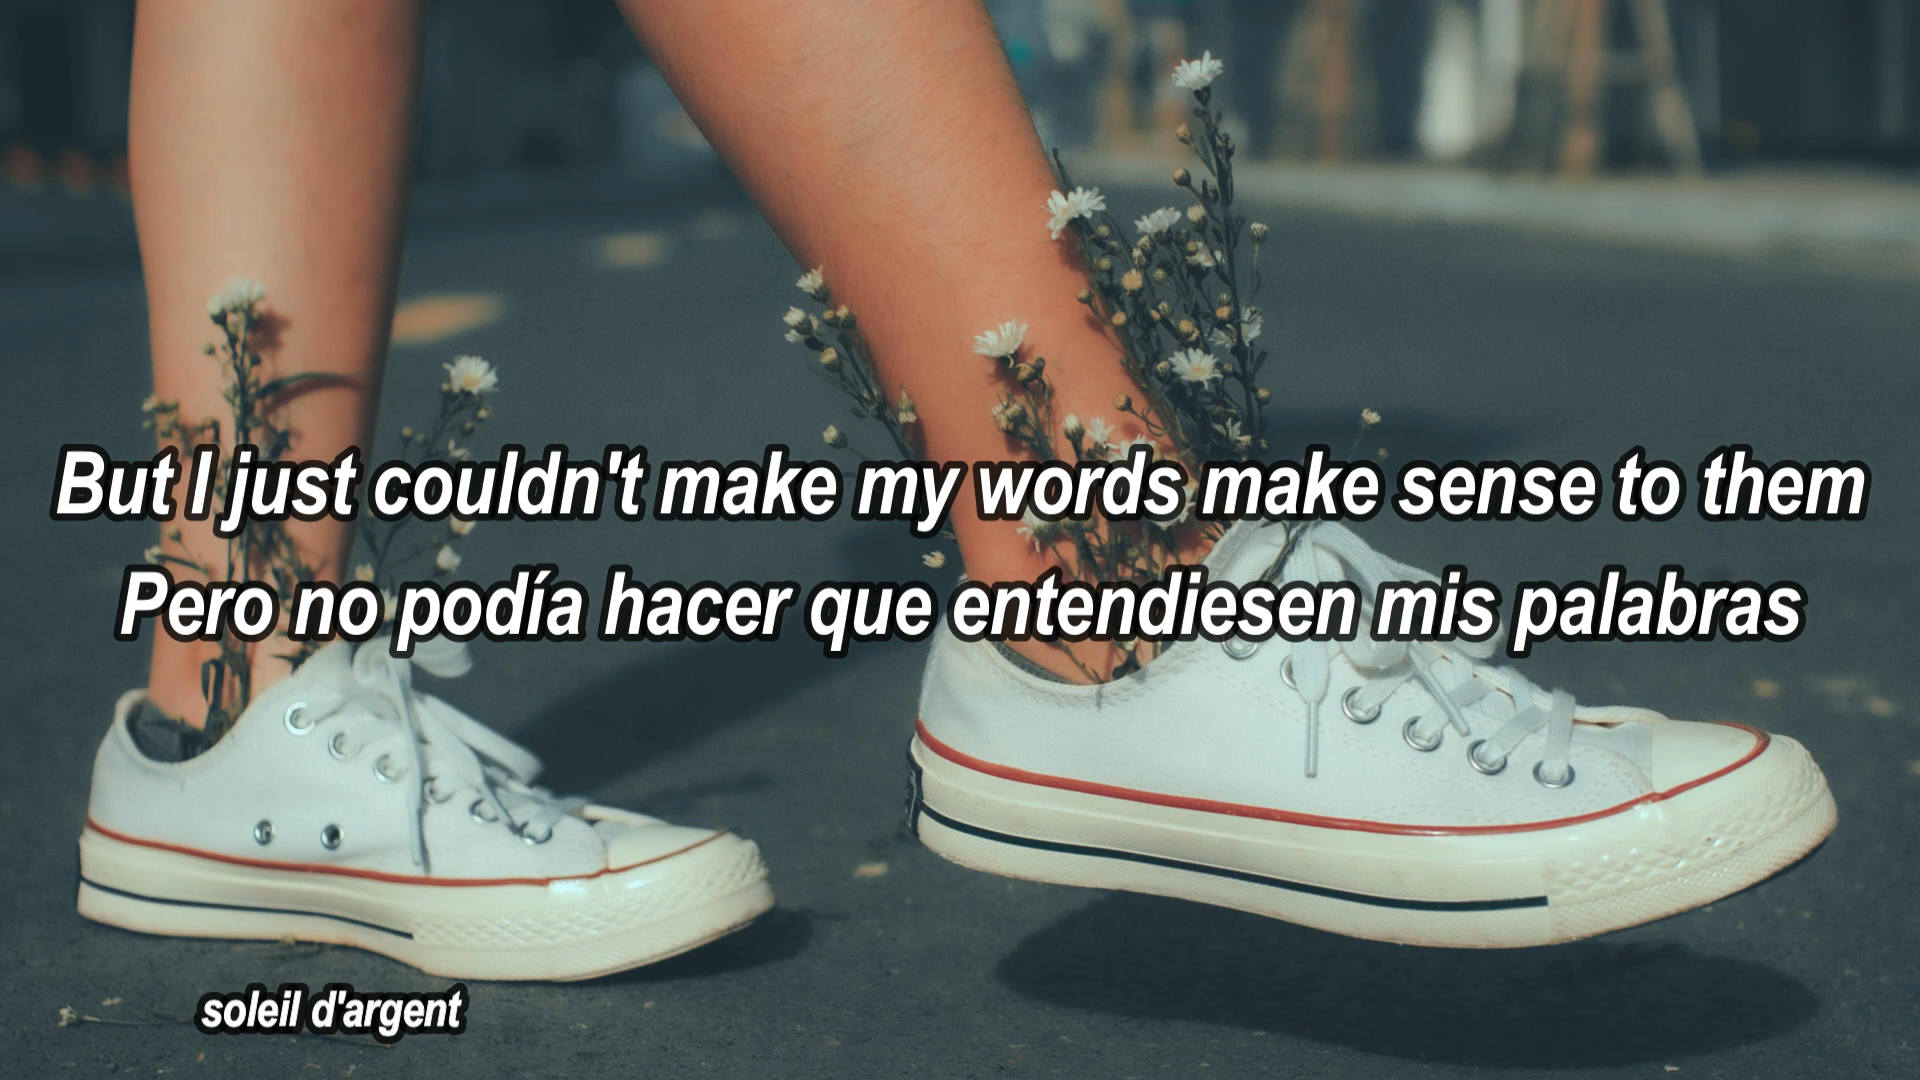 But I just couldn't make my words make sense to them
Pero no podía hacer que entendiesen mis palabras
soleil d'argent